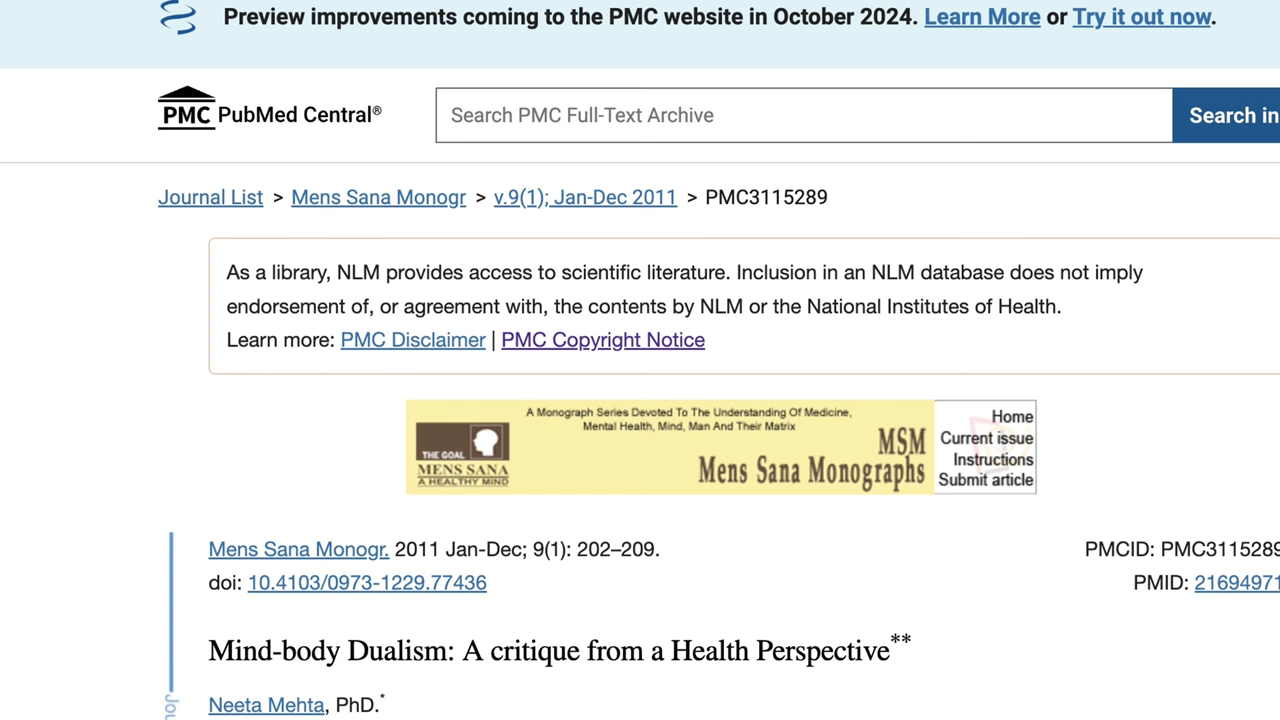 Preview improvements coming to the PMC website in October 2024. Learn More or Try it out now.
PMC PubMed Central®
Search PMC Full-Text Archive
Search in
Journal List > Mens Sana Monogr > v.9(1); Jan-Dec 2011 > PMC3115289
As a library, NLM provides access to scientific literature. Inclusion in an NLM database does not imply
endorsement of, or agreement with, the contents by NLM or the National Institutes of Health.
Learn more: PMC Disclaimer | PMC Copyright Notice
A Monograph Series Devoted To The Understanding Of Medicine,
Mental Health, Mind, Man And Their Matrix
THE GOAL
MENS SANA
A HEALTHY MIND
MSM
Mens Sana Monographs
Home
Current issue
Instructions
Submit article
Mens Sana Monogr. 2011 Jan-Dec; 9(1): 202–209.
PMCID: PMC3115289
doi: 10.4103/0973-1229.77436
PMID: 21694971
Mind-body Dualism: A critique from a Health Perspective**
Neeta Mehta, PhD.*
Jou